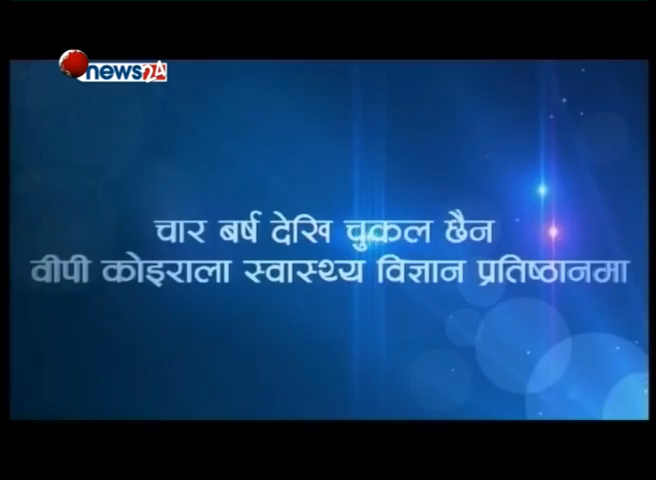 news24
चार बर्ष देखि चुकल छैन
वीपी कोइराला स्वास्थ्य विज्ञान प्रतिष्ठानमा